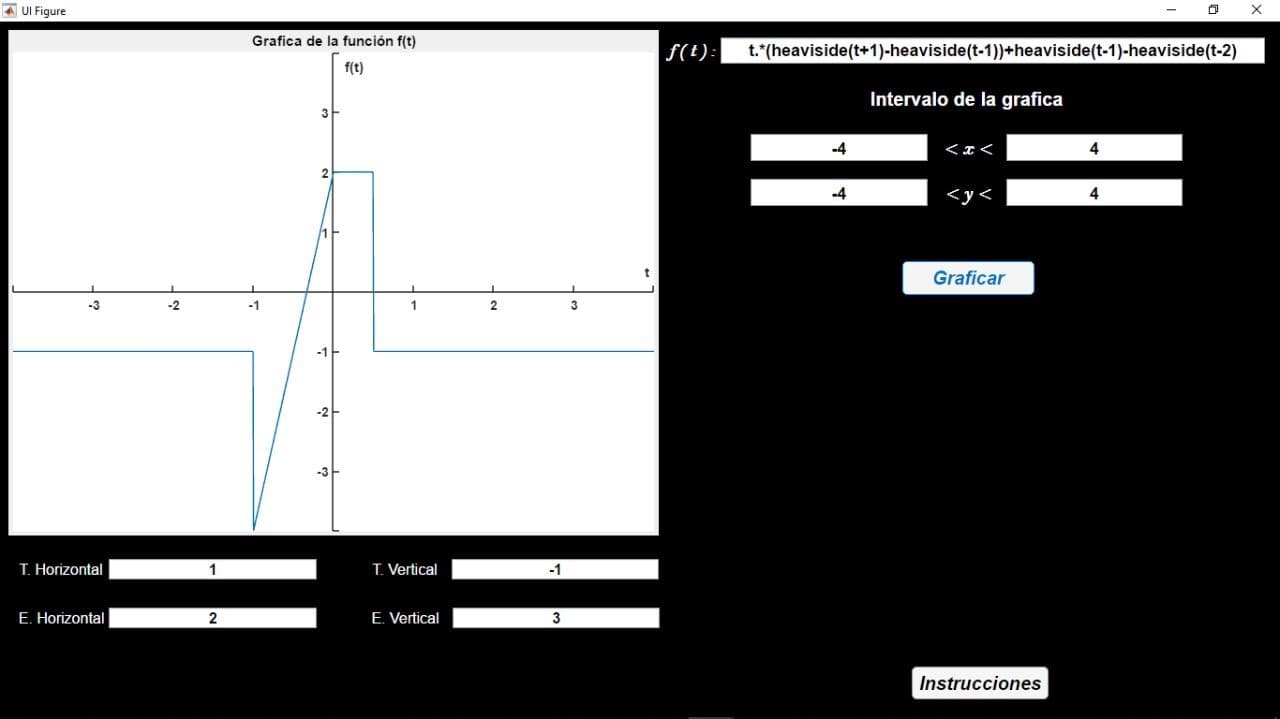 UI Figure
Grafica de la función f(t)
f(t)
3
2
1
t
-3 -2 -1 1 2 3
-1
-2
-3
T. Horizontal 1 T. Vertical -1
E. Horizontal 2 E. Vertical 3
f(t): t.*(heaviside(t+1)-heaviside(t-1))+heaviside(t-1)-heaviside(t-2)
Intervalo de la grafica
-4 < x < 4
-4 < y < 4
Graficar
Instrucciones